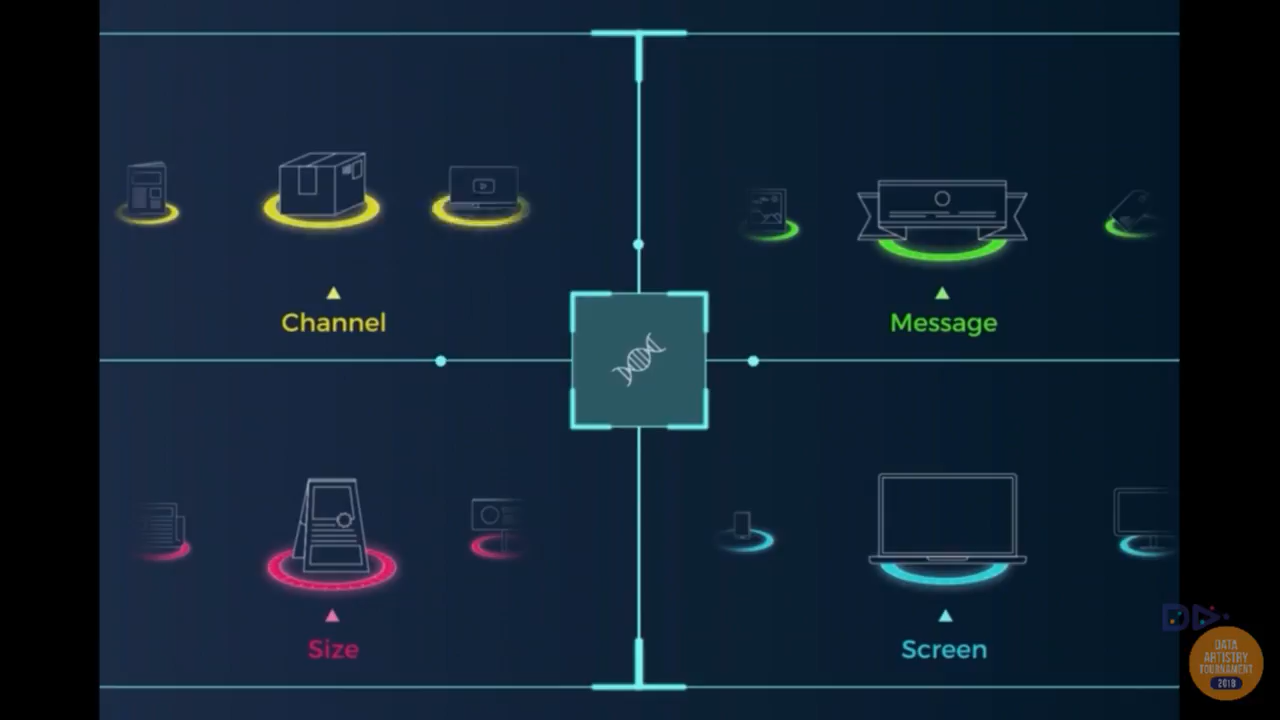 Channel
Message
Size
Screen
DATA
ARTISTRY
TOURNAMENT
2018